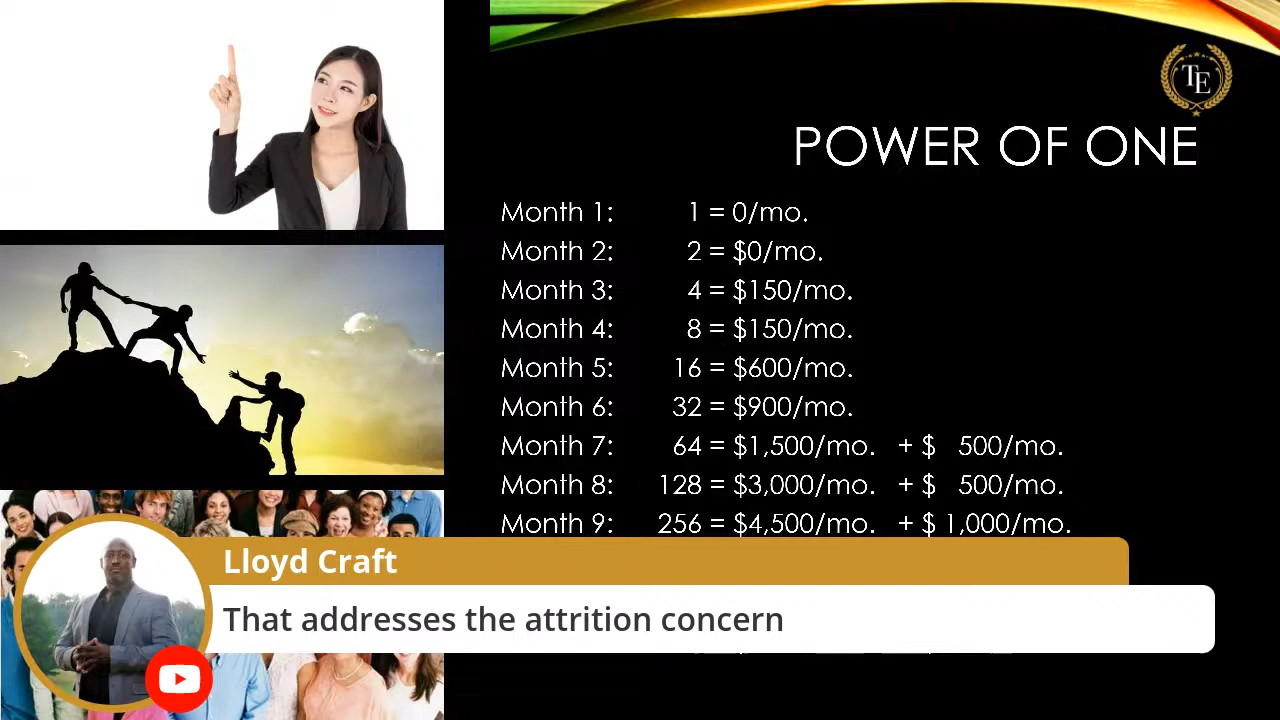 TE
POWER OF ONE
Month 1: 1 = 0/mo.
Month 2: 2 = $0/mo.
Month 3: 4 = $150/mo.
Month 4: 8 = $150/mo.
Month 5: 16 = $600/mo.
Month 6: 32 = $900/mo.
Month 7: 64 = $1,500/mo. + $ 500/mo.
Month 8: 128 = $3,000/mo. + $ 500/mo.
Month 9: 256 = $4,500/mo. + $ 1,000/mo.
Lloyd Craft
That addresses the attrition concern